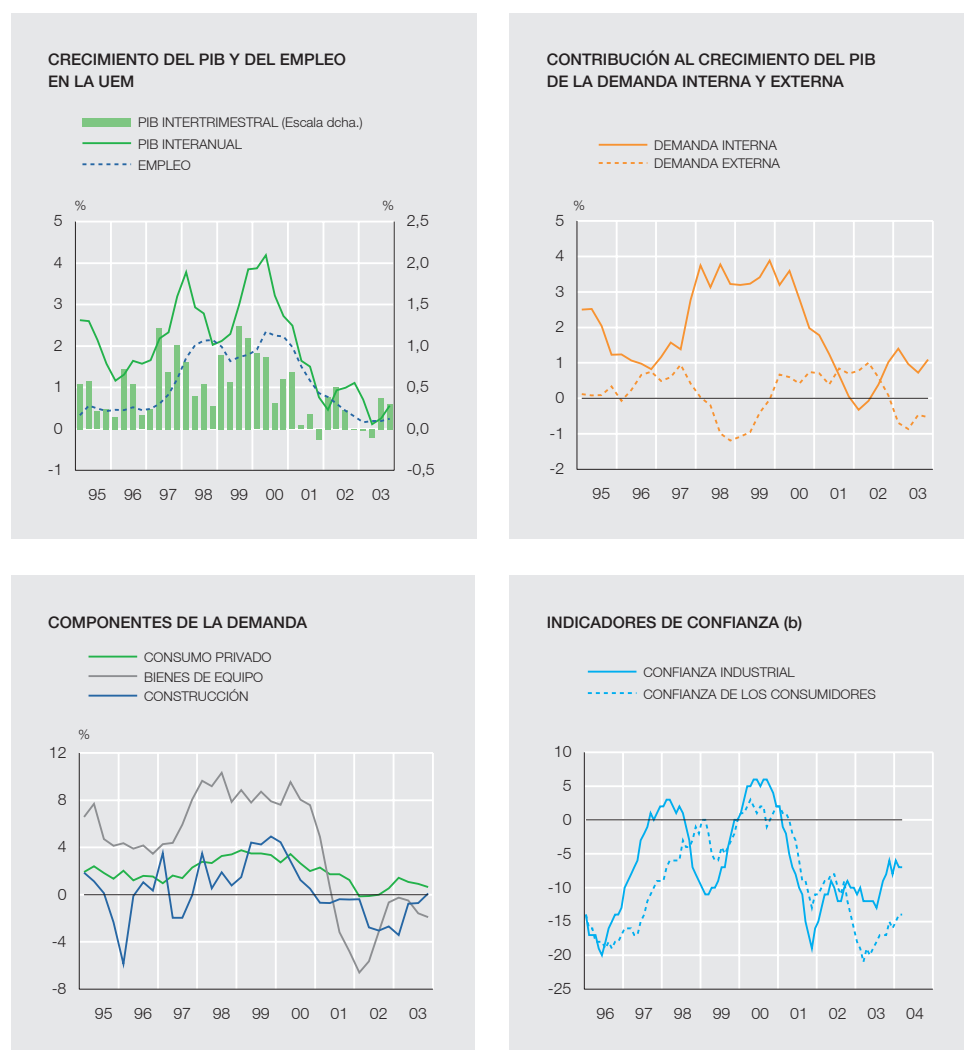 CRECIMIENTO DEL PIB Y DEL EMPLEO
EN LA UEM
PIB INTERTRIMESTRAL (Escala dcha.)
PIB INTERANUAL
EMPLEO
% %
5 2,5
4 2,0
3 1,5
2 1,0
1 0,5
0 0,0
-1 -0,5
95 96 97 98 99 00 01 02 03
CONTRIBUCIÓN AL CRECIMIENTO DEL PIB
DE LA DEMANDA INTERNA Y EXTERNA
DEMANDA INTERNA
DEMANDA EXTERNA
%
5
4
3
2
1
0
-1
-2
95 96 97 98 99 00 01 02 03
COMPONENTES DE LA DEMANDA
CONSUMO PRIVADO
BIENES DE EQUIPO
CONSTRUCCIÓN
%
12
8
4
0
-4
-8
95 96 97 98 99 00 01 02 03
INDICADORES DE CONFIANZA (b)
CONFIANZA INDUSTRIAL
CONFIANZA DE LOS CONSUMIDORES
10
5
0
-5
-10
-15
-20
-25
96 97 98 99 00 01 02 03 04